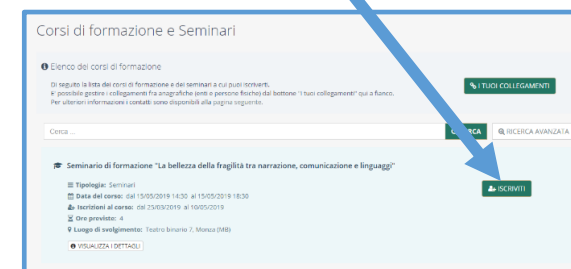 Corsi di formazione e Seminari
Elenco dei corsi di formazione
Di seguito la lista dei corsi di formazione e dei seminari a cui puoi iscriverti.
E' possibile gestire i collegamenti fra anagrafiche (enti e persone fisiche) dal bottone "I tuoi collegamenti" qui a fianco.
Per ulteriori informazioni i contatti sono disponibili alla pagina seguente.
I TUOI COLLEGAMENTI
Cerca ...
RICERCA AVANZATA
Seminario di formazione "La bellezza della fragilità tra narrazione, comunicazione e linguaggi"
Tipologia: Seminari
Data del corso: dal 15/05/2019 14:30 al 15/05/2019 18:30
Iscrizioni al corso: dal 25/03/2019 al 10/05/2019
Ore previste: 4
Luogo di svolgimento: Teatro binario 7, Monza (MB)
ISCRIVITI
VISUALIZZA I DETTAGLI